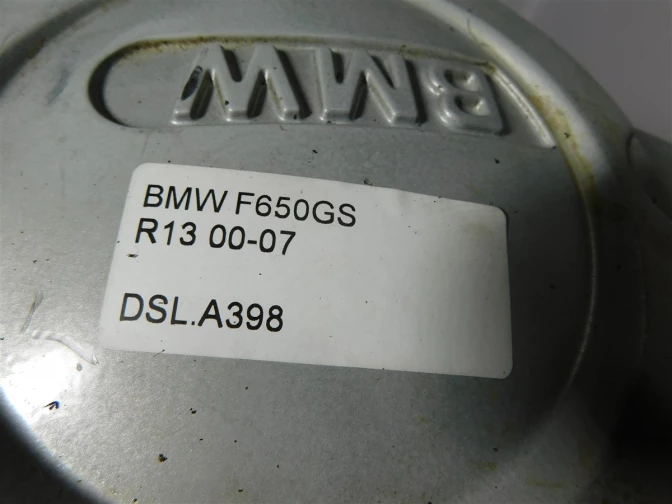 BMW
BMW F650GS
R13 00-07
DSL.A398